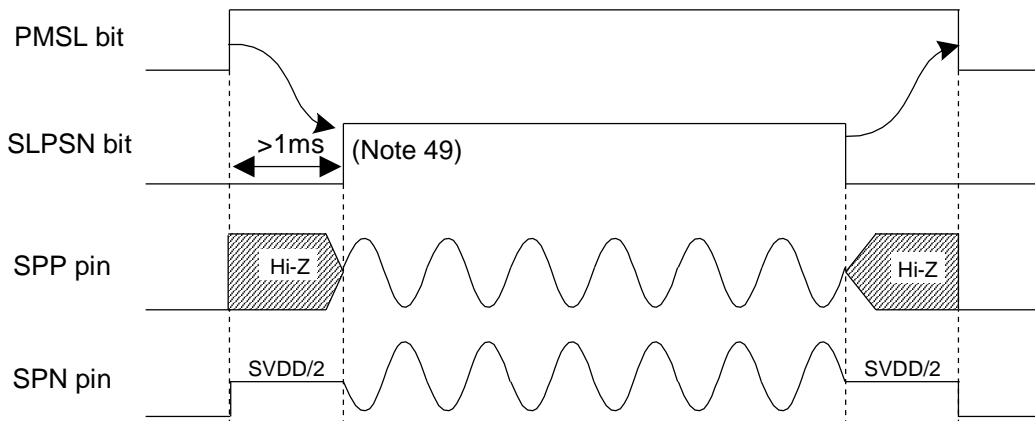 PMSL bit
SLPSN bit
>1ms
(Note 49)
SPP pin
Hi-Z
Hi-Z
SPN pin
SVDD/2
SVDD/2